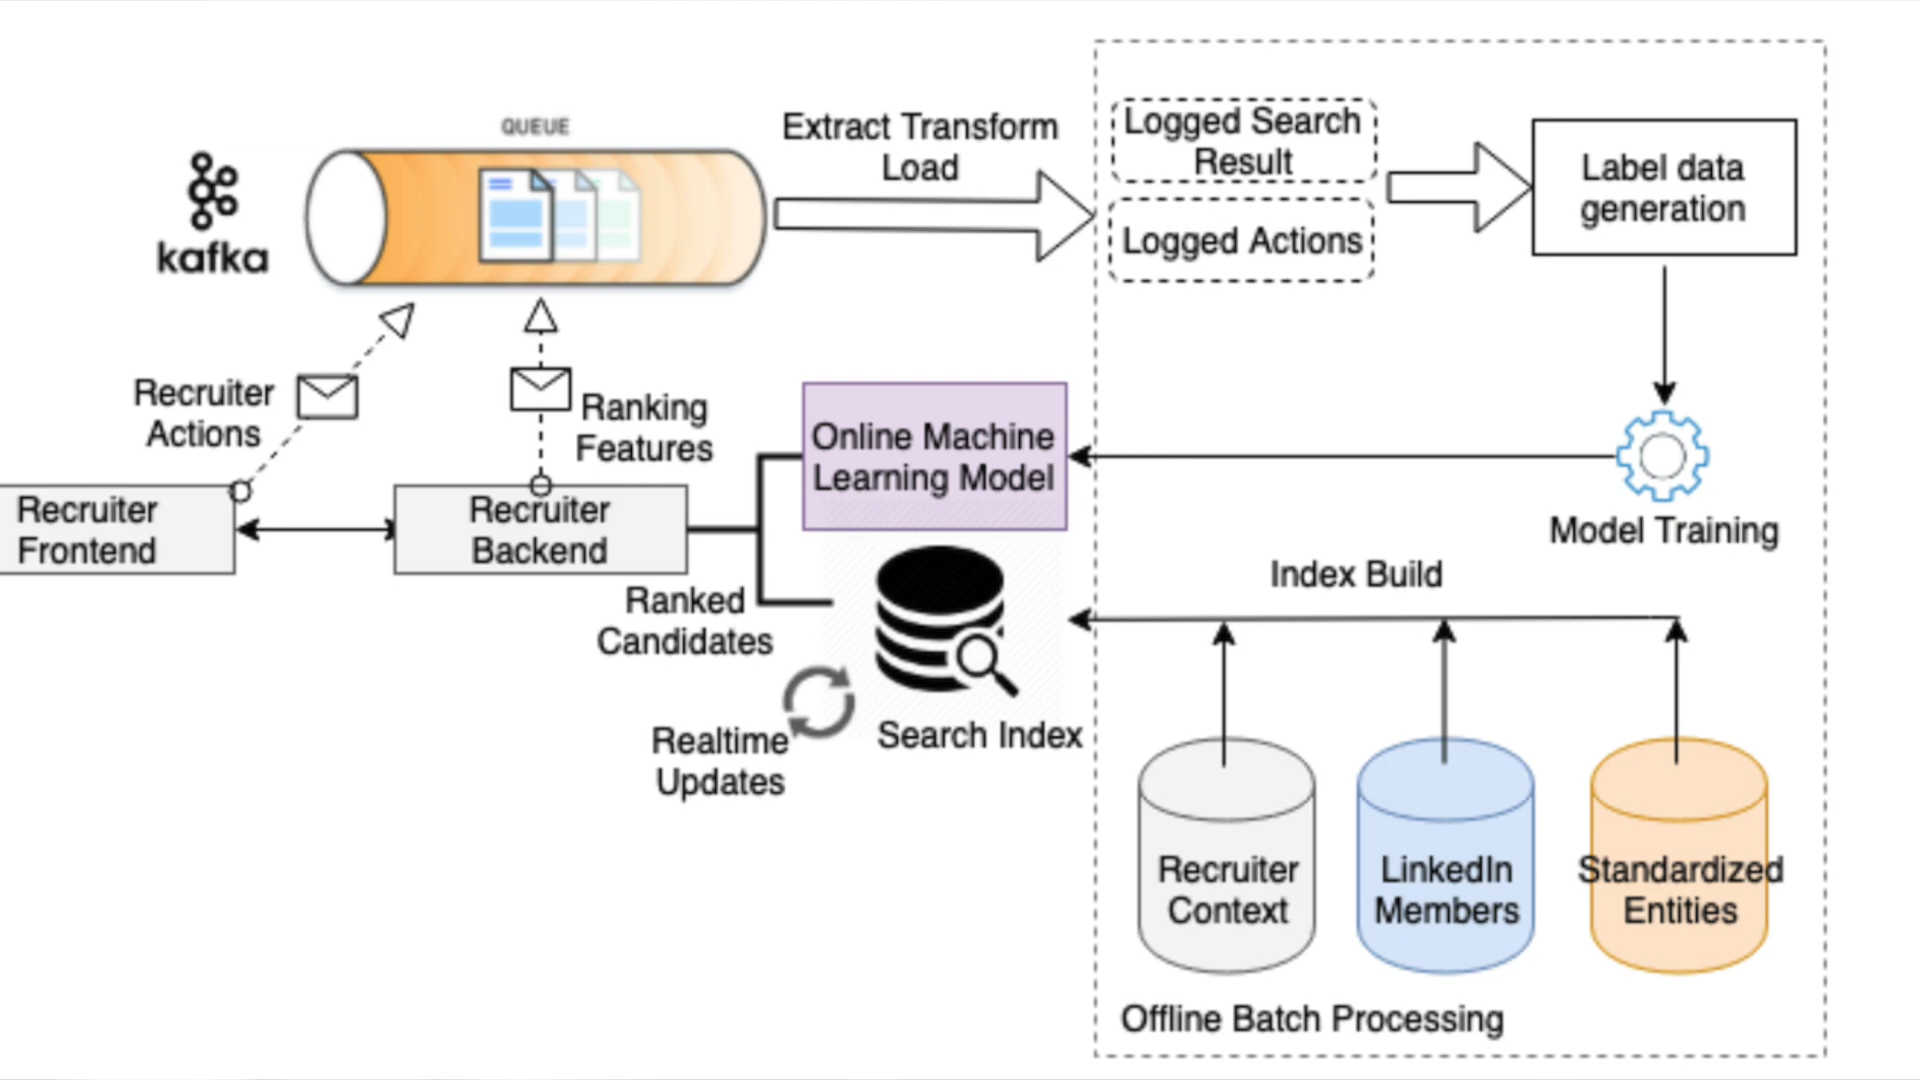 QUEUE
kafka
Extract Transform
Load
Logged Search
Result
Logged Actions
Label data
generation
Recruiter
Actions
Ranking
Features
Online Machine
Learning Model
Model Training
Recruiter
Frontend
Recruiter
Backend
Ranked
Candidates
Index Build
Realtime
Updates
Search Index
Recruiter
Context
LinkedIn
Members
Standardized
Entities
Offline Batch Processing